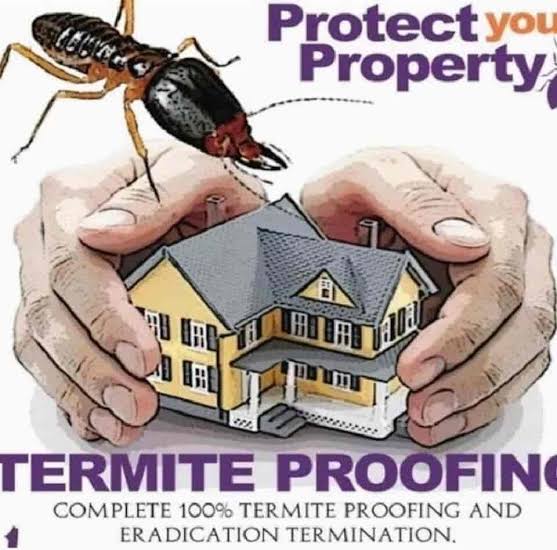 Protect you
Property
TERMITE PROOFIN
COMPLETE 100% TERMITE PROOFING AND
ERADICATION TERMINATION.